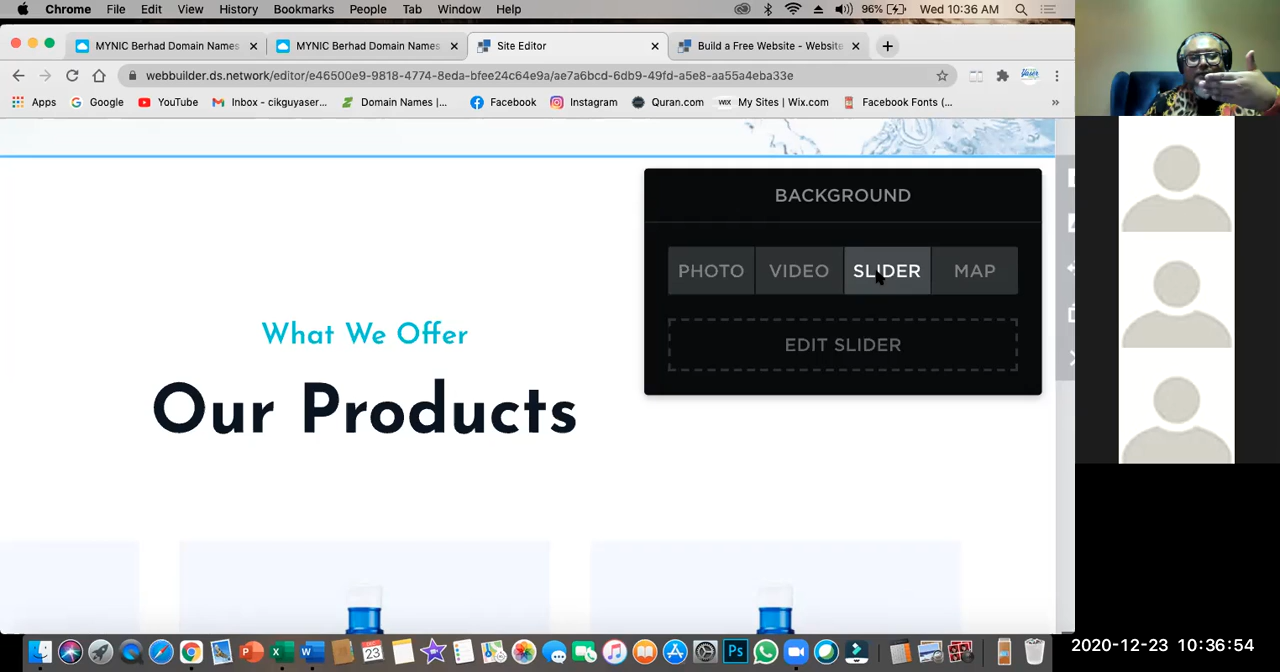 Chrome File Edit View History Bookmarks People Tab Window Help 96% Wed 10:36 AM
MYNIC Berhad Domain Names MYNIC Berhad Domain Names Site Editor Build a Free Website - Website
webbuilder.ds.network/editor/e46500e9-9818-4774-8eda-bfee24c64e9a/ae7a6bcd-6db9-49fd-a5e8-aa55a4eba33e
Apps Google YouTube Inbox - cikguyaser... Domain Names |... Facebook Instagram Quran.com WIX My Sites | Wix.com Facebook Fonts (... »
BACKGROUND
PHOTO VIDEO SLIDER MAP
EDIT SLIDER
What We Offer
Our Products
23
Ps
2020-12-23 10:36:54